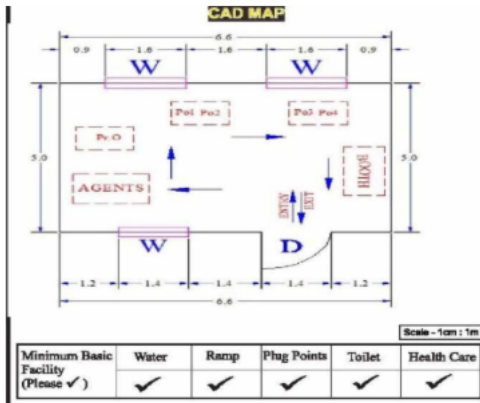 CAD MAP
6.6
0.9 1.6 1.6 1.6 0.9
W W
Po1 Po2 Po3 Po4
Pr.O
5.0 5.0
AGENTS
BOOTH
ENTRY
EXIT
W D
1.2 1.4 1.4 1.4 1.2
6.6
Scale - 1cm : 1m
Minimum Basic Facility (Please ✓) Water Ramp Plug Points Toilet Health Care
✓ ✓ ✓ ✓ ✓